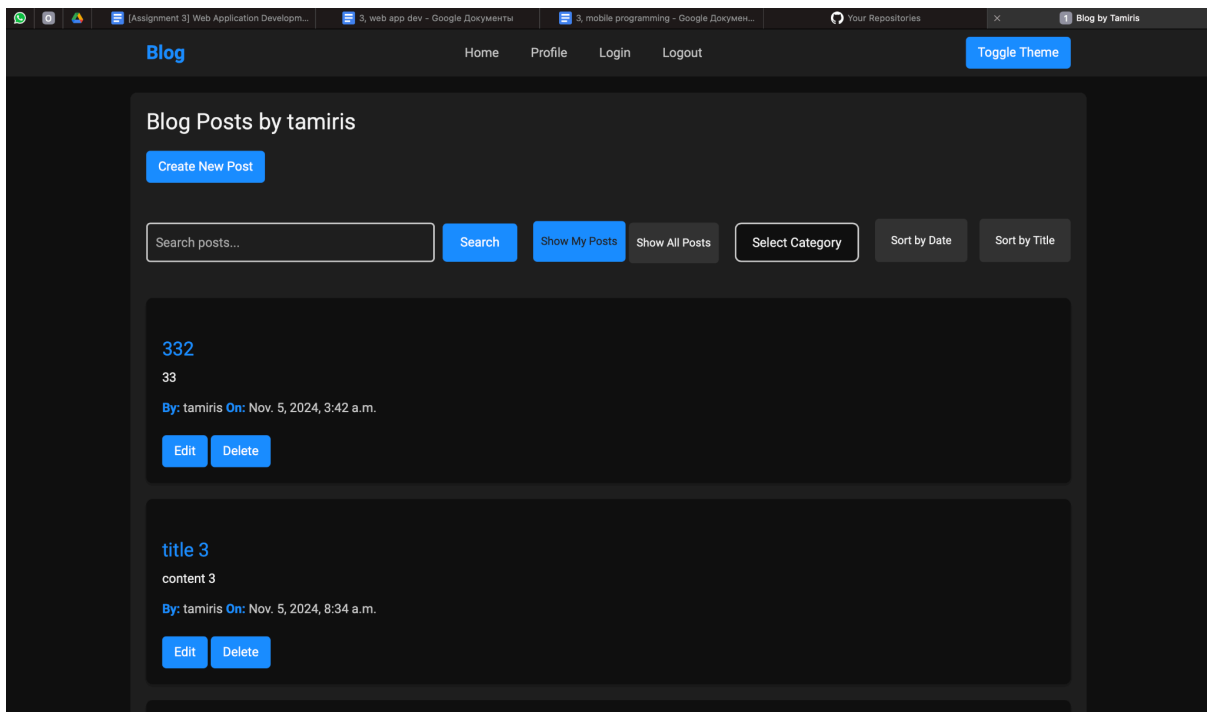 [Assignment 3] Web Application Developm...
3, web app dev - Google Документы
3, mobile programming - Google Докумен...
Your Repositories
1 Blog by Tamiris
Blog
Home
Profile
Login
Logout
Toggle Theme
Blog Posts by tamiris
Create New Post
Search posts...
Search
Show My Posts
Show All Posts
Select Category
Sort by Date
Sort by Title
332
33
By: tamiris On: Nov. 5, 2024, 3:42 a.m.
Edit
Delete
title 3
content 3
By: tamiris On: Nov. 5, 2024, 8:34 a.m.
Edit
Delete